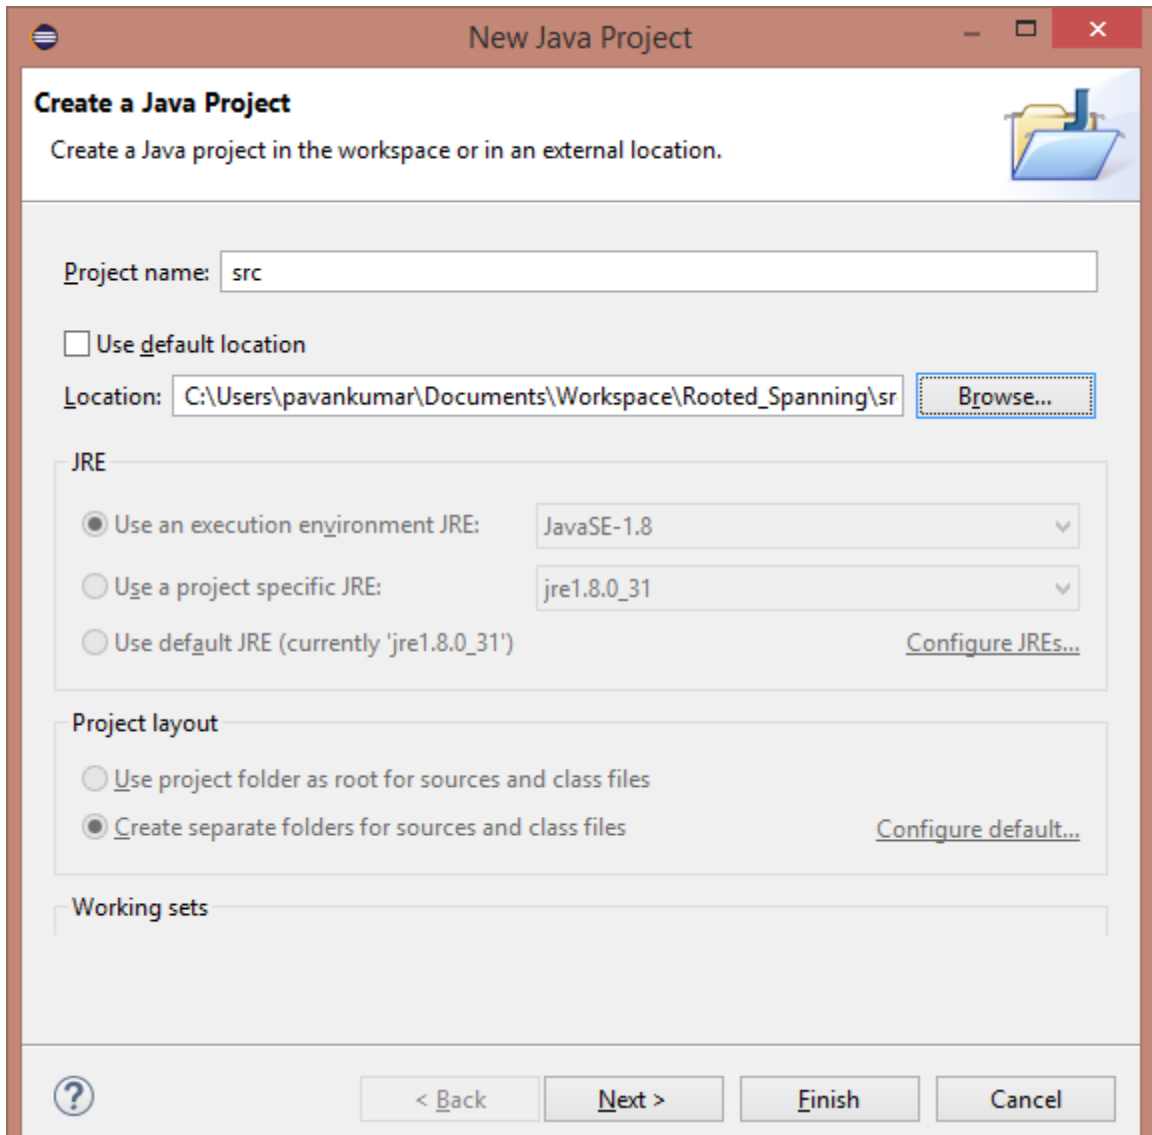 New Java Project
Create a Java Project
Create a Java project in the workspace or in an external location.
Project name: src
Use default location
Location: C:\Users\pavankumar\Documents\Workspace\Rooted_Spanning\sr Browse...
JRE
Use an execution environment JRE: JavaSE-1.8
Use a project specific JRE: jre1.8.0_31
Use default JRE (currently 'jre1.8.0_31') Configure JREs...
Project layout
Use project folder as root for sources and class files
Create separate folders for sources and class files Configure default...
Working sets
? < Back Next > Finish Cancel